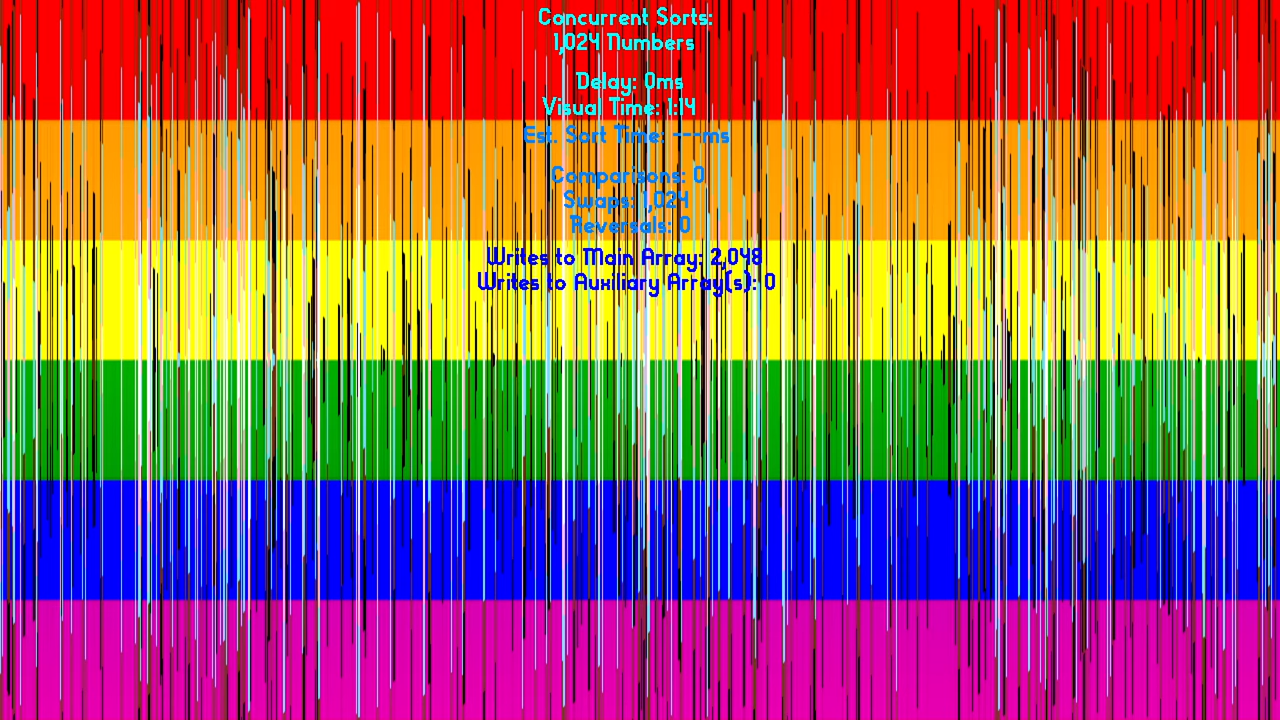 Concurrent Sorts:
1,024 Numbers
Delay: 0ms
Visual Time: 1:14
Est. Sort Time: ---ms
Comparisons: 0
Swaps: 1,024
Reversals: 0
Writes to Main Array: 2,048
Writes to Auxiliary Array(s): 0